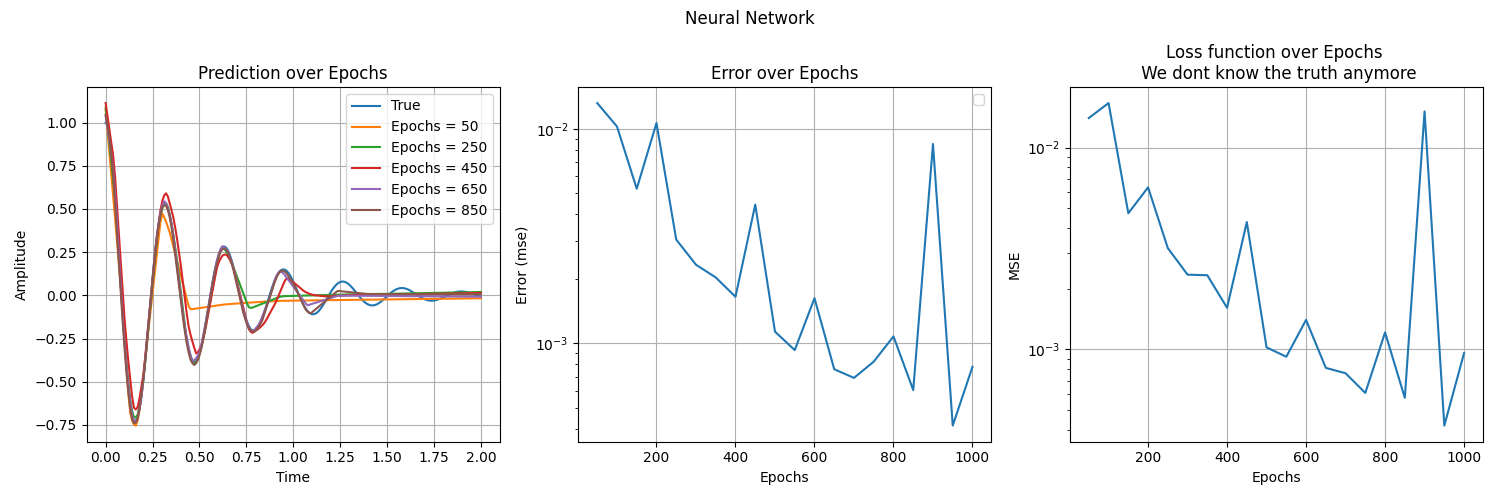 Neural Network
Prediction over Epochs
Amplitude
1.00
0.75
0.50
0.25
0.00
−0.25
−0.50
−0.75
True
Epochs = 50
Epochs = 250
Epochs = 450
Epochs = 650
Epochs = 850
0.00 0.25 0.50 0.75 1.00 1.25 1.50 1.75 2.00
Time
Error over Epochs
Error (mse)
10−2
10−3
200 400 600 800 1000
Epochs
Loss function over Epochs
We dont know the truth anymore
MSE
10−2
10−3
200 400 600 800 1000
Epochs